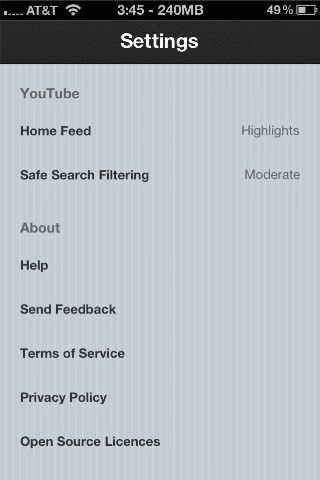 AT&T 3:45 - 240MB 49%
Settings
YouTube
Home Feed Highlights
Safe Search Filtering Moderate
About
Help
Send Feedback
Terms of Service
Privacy Policy
Open Source Licences